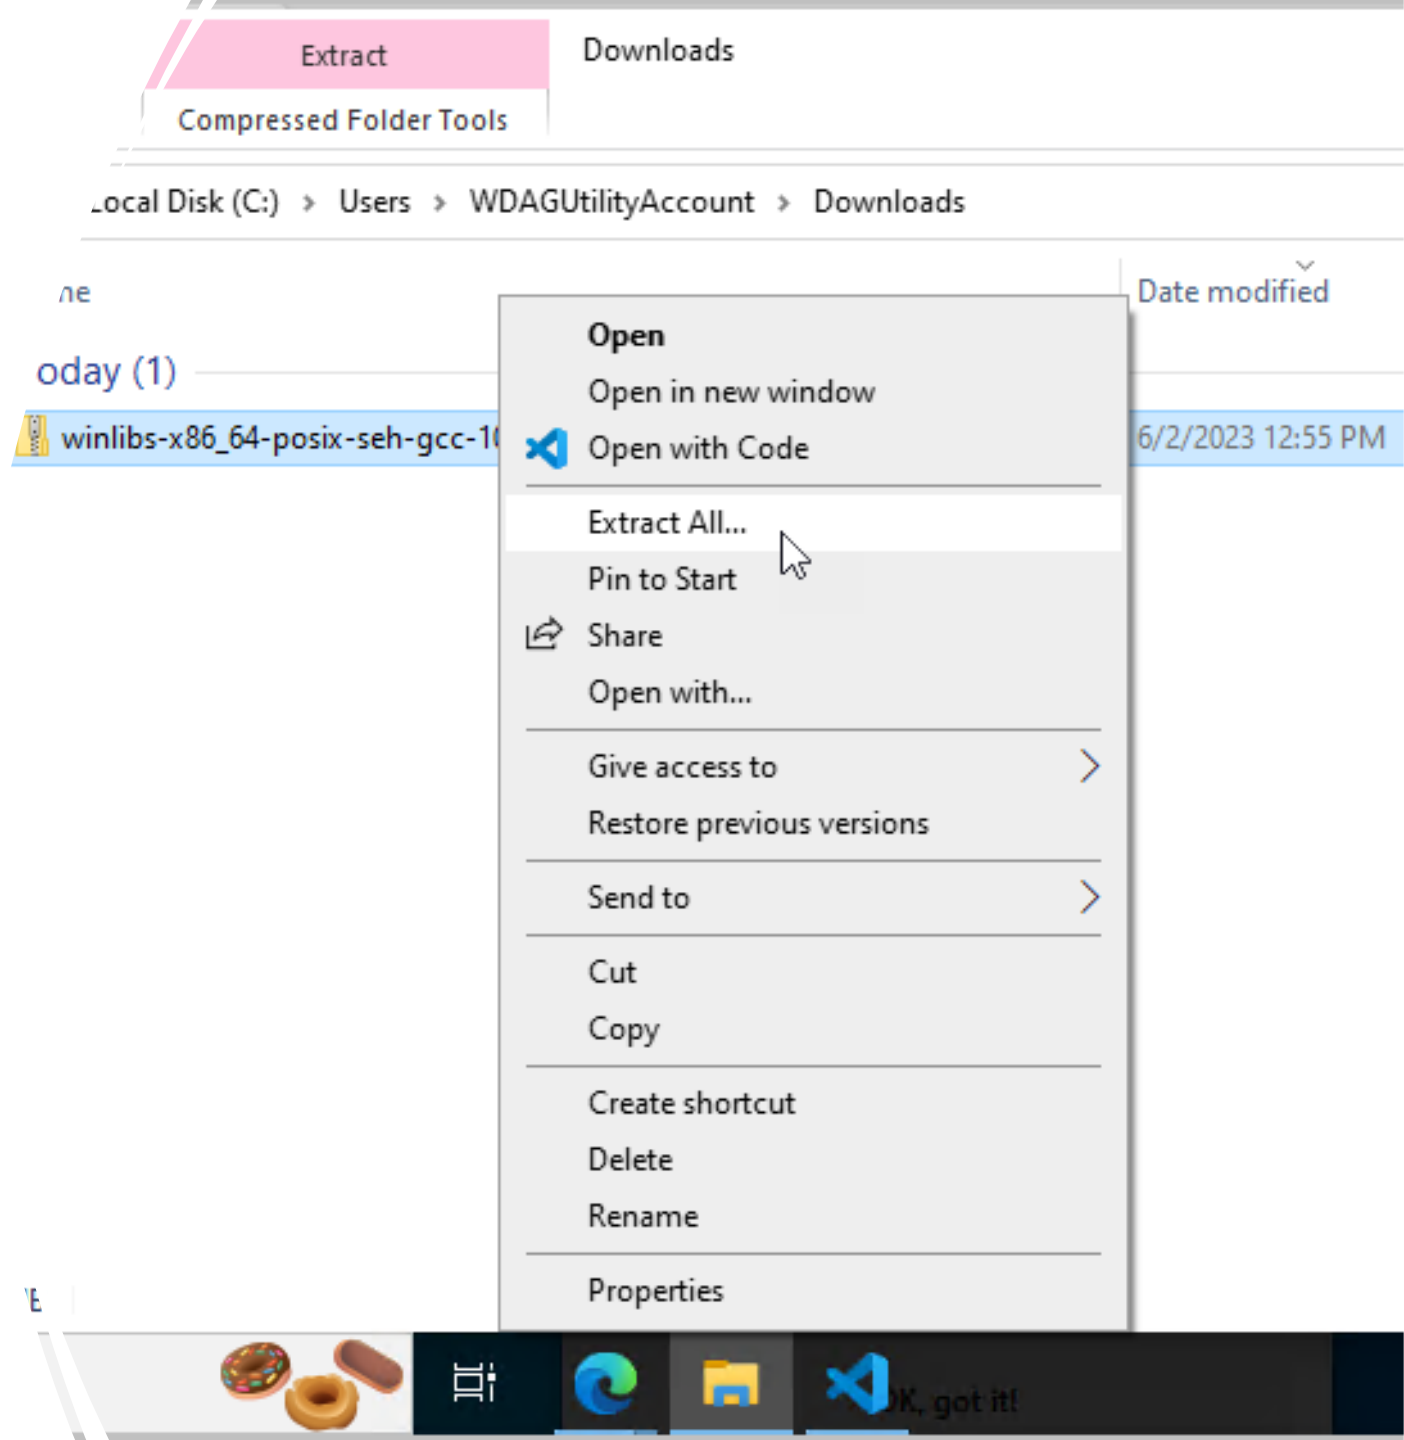 Extract
Downloads
Compressed Folder Tools
Local Disk (C:) > Users > WDAGUtilityAccount > Downloads
Date modified
oday (1)
winlibs-x86_64-posix-seh-gcc-10
6/2/2023 12:55 PM
Open
Open in new window
Open with Code
Extract All...
Pin to Start
Share
Open with...
Give access to
Restore previous versions
Send to
Cut
Copy
Create shortcut
Delete
Rename
Properties
OK, got it!